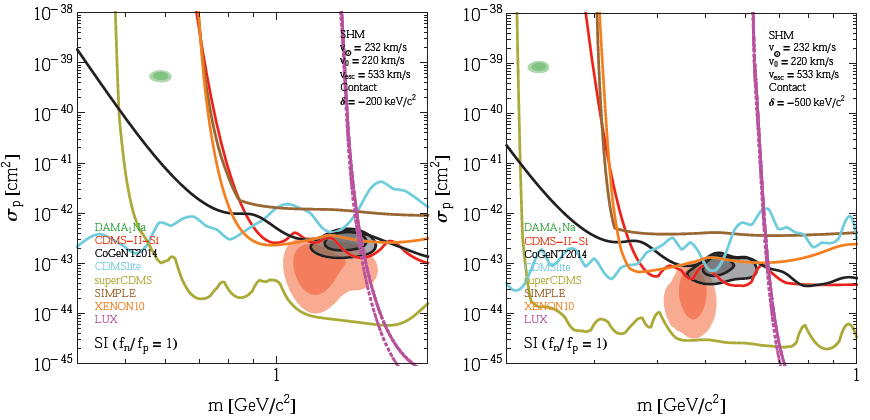 10⁻³⁸
10⁻³⁹
10⁻⁴⁰
10⁻⁴¹
10⁻⁴²
10⁻⁴³
10⁻⁴⁴
10⁻⁴⁵
σp [cm²]
SHM
v⊙ = 232 km/s
v₀ = 220 km/s
vesc = 533 km/s
Contact
δ = −200 keV/c²
DAMA₁Na
CDMS−II−Si
CoGeNT2014
CDMSlite
superCDMS
SIMPLE
XENON10
LUX
SI (fn/fp = 1)
1
m [GeV/c²]
10⁻³⁸
10⁻³⁹
10⁻⁴⁰
10⁻⁴¹
10⁻⁴²
10⁻⁴³
10⁻⁴⁴
10⁻⁴⁵
σp [cm²]
SHM
v⊙ = 232 km/s
v₀ = 220 km/s
vesc = 533 km/s
Contact
δ = −500 keV/c²
DAMA₁Na
CDMS−II−Si
CoGeNT2014
CDMSlite
superCDMS
SIMPLE
XENON10
LUX
SI (fn/fp = 1)
1
m [GeV/c²]